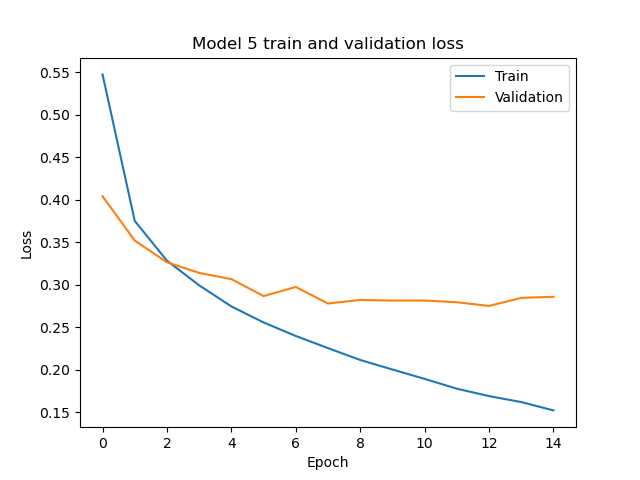 Model 5 train and validation loss
Train
Validation
0.55
0.50
0.45
0.40
0.35
0.30
0.25
0.20
0.15
Loss
0 2 4 6 8 10 12 14
Epoch